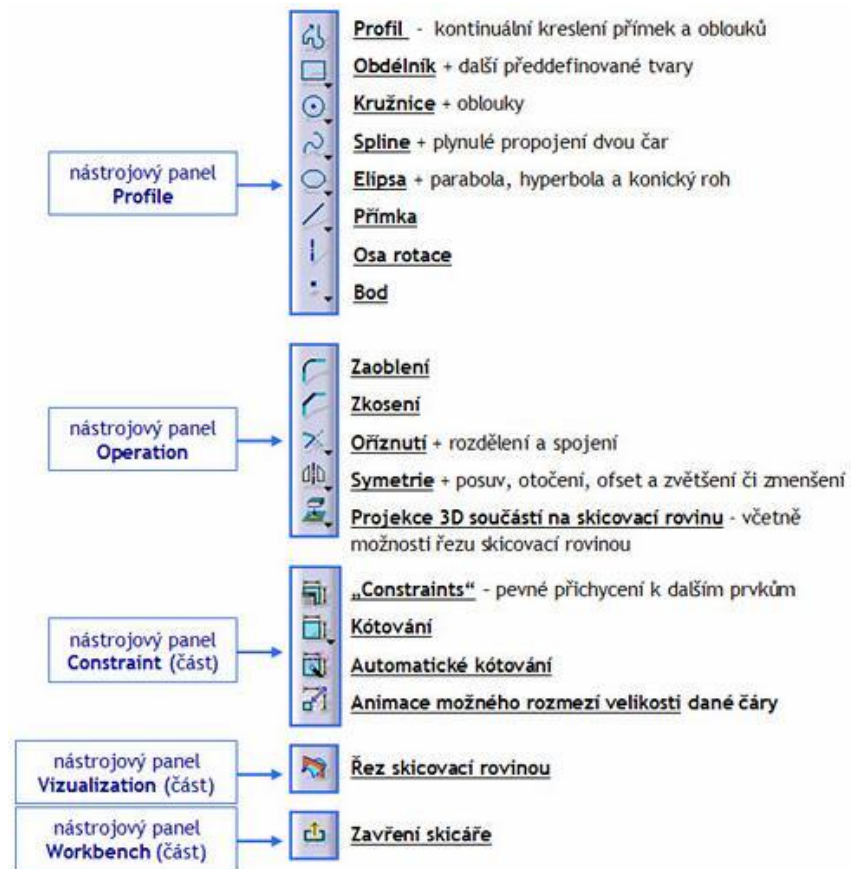 Profil - kontinuální kreslení přímek a oblouků
Obdélník + další předdefinované tvary
Kružnice + oblouky
Spline + plynulé propojení dvou čar
nástrojový panel
Profile
Elipsa + parabola, hyperbola a konický roh
Přímka
Osa rotace
Bod
Zaoblení
Zkosení
nástrojový panel
Operation
Oříznutí + rozdělení a spojení
Symetrie + posuv, otočení, ofset a zvětšení či zmenšení
Projekce 3D součástí na skicovací rovinu - včetně
možnosti řezu skicovací rovinou
„Constraints“ - pevné přichycení k dalším prvkům
Kótování
nástrojový panel
Constraint (část)
Automatické kótování
Animace možného rozmezí velikosti dané čáry
nástrojový panel
Vizualization (část)
Řez skicovací rovinou
nástrojový panel
Workbench (část)
Zavření skicáře